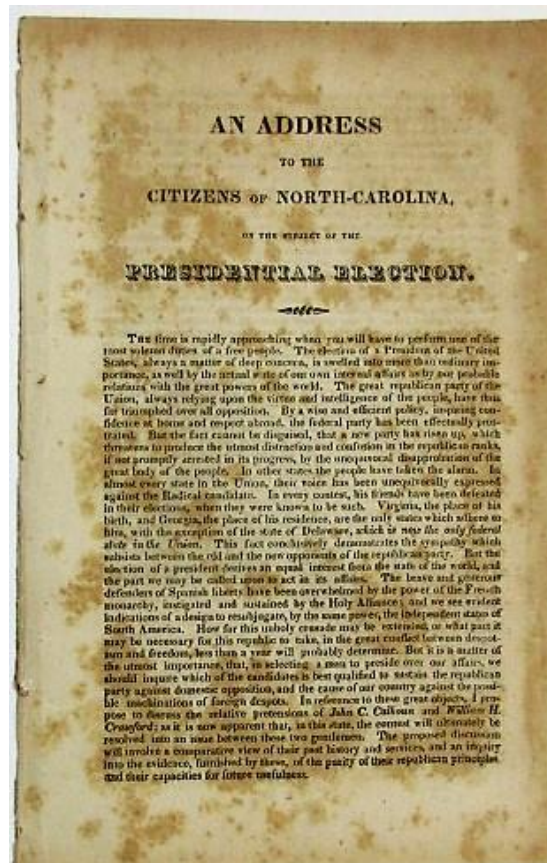 AN ADDRESS
TO THE
CITIZENS OF NORTH-CAROLINA,
ON THE SUBJECT OF THE
PRESIDENTIAL ELECTION.
THE time is rapidly approaching when you will have to perform one of the
most solemn duties of a free people. The election of a President of the United
States, always a matter of deep concern, is swelled into more than ordinary im-
portance, as well by the actual state of our own internal affairs as by our probable
relations with the great powers of the world. The great republican party of the
Union, always relying upon the virtue and intelligence of the people, have thus
far triumphed over all opposition. By a wise and efficient policy, inspiring con-
fidence at home and respect abroad, the federal party has been effectually pros-
trated. But the fact cannot be disguised, that a new party has risen up, which
threatens to produce the utmost distraction and confusion in the republican ranks,
if not promptly arrested in its progress, by the unequivocal disapprobation of the
great body of the people. In other states the people have taken the alarm. In
almost every state in the Union, their voice has been unequivocally expressed
against the Radical candidate. In every contest, his friends have been defeated
in their elections, when they were known to be such. Virginia, the place of his
birth, and Georgia, the place of his residence, are the only states which adhere to
him, with the exception of the state of Delaware, which is now the only federal
state in the Union. This fact conclusively demonstrates the sympathy which
subsists between the old and the new opponents of the republican party. But the
election of a president derives an equal interest from the state of the world, and
the part we may be called upon to act in its affairs. The brave and generous
defenders of Spanish liberty have been overwhelmed by the power of the French
monarchy, instigated and sustained by the Holy Alliance; and we see evident
indications of a design to resubjugate, by the same power, the independent states of
South America. How far this unholy crusade may be extended, or what part it
may be necessary for this republic to take, in the great conflict between despot-
ism and freedom, less than a year will probably determine. But it is a matter of
the utmost importance, that, in selecting a man to preside over our affairs, we
should inquire which of the candidates is best qualified to sustain the republican
party against domestic opposition, and the cause of our country against the possi-
ble machinations of foreign despots. In reference to these great objects, I pro-
pose to discuss the relative pretensions of John C. Calhoun and William H.
Crawford; as it is now apparent that, in this state, the contest will ultimately be
resolved into an issue between these two gentlemen. The proposed discussion
will involve a comparative view of their past history and services, and an inquiry
into the evidence, furnished by these, of the purity of their republican principles
and their capacities for future usefulness.